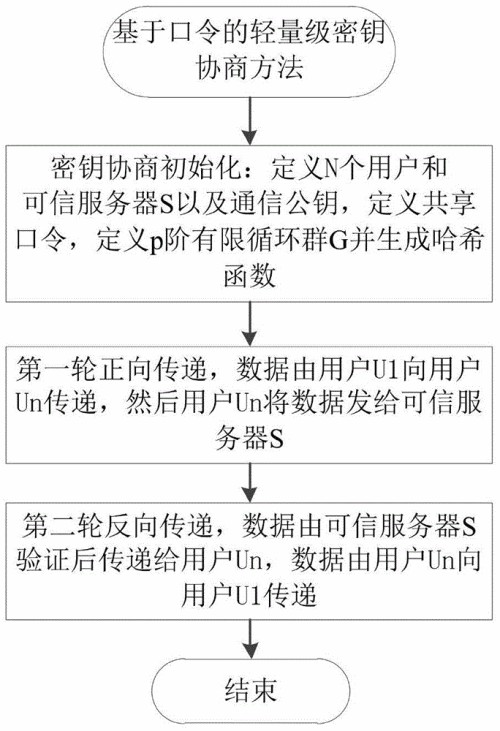 基于口令的轻量级密钥
协商方法
密钥协商初始化：定义N个用户和
可信服务器S以及通信公钥，定义共享
口令，定义p阶有限循环群G并生成哈希
函数
第一轮正向传递，数据由用户U1向用户
Un传递，然后用户Un将数据发给可信服
务器S
第二轮反向传递，数据由可信服务器S
验证后传递给用户Un，数据由用户Un向
用户U1传递
结束